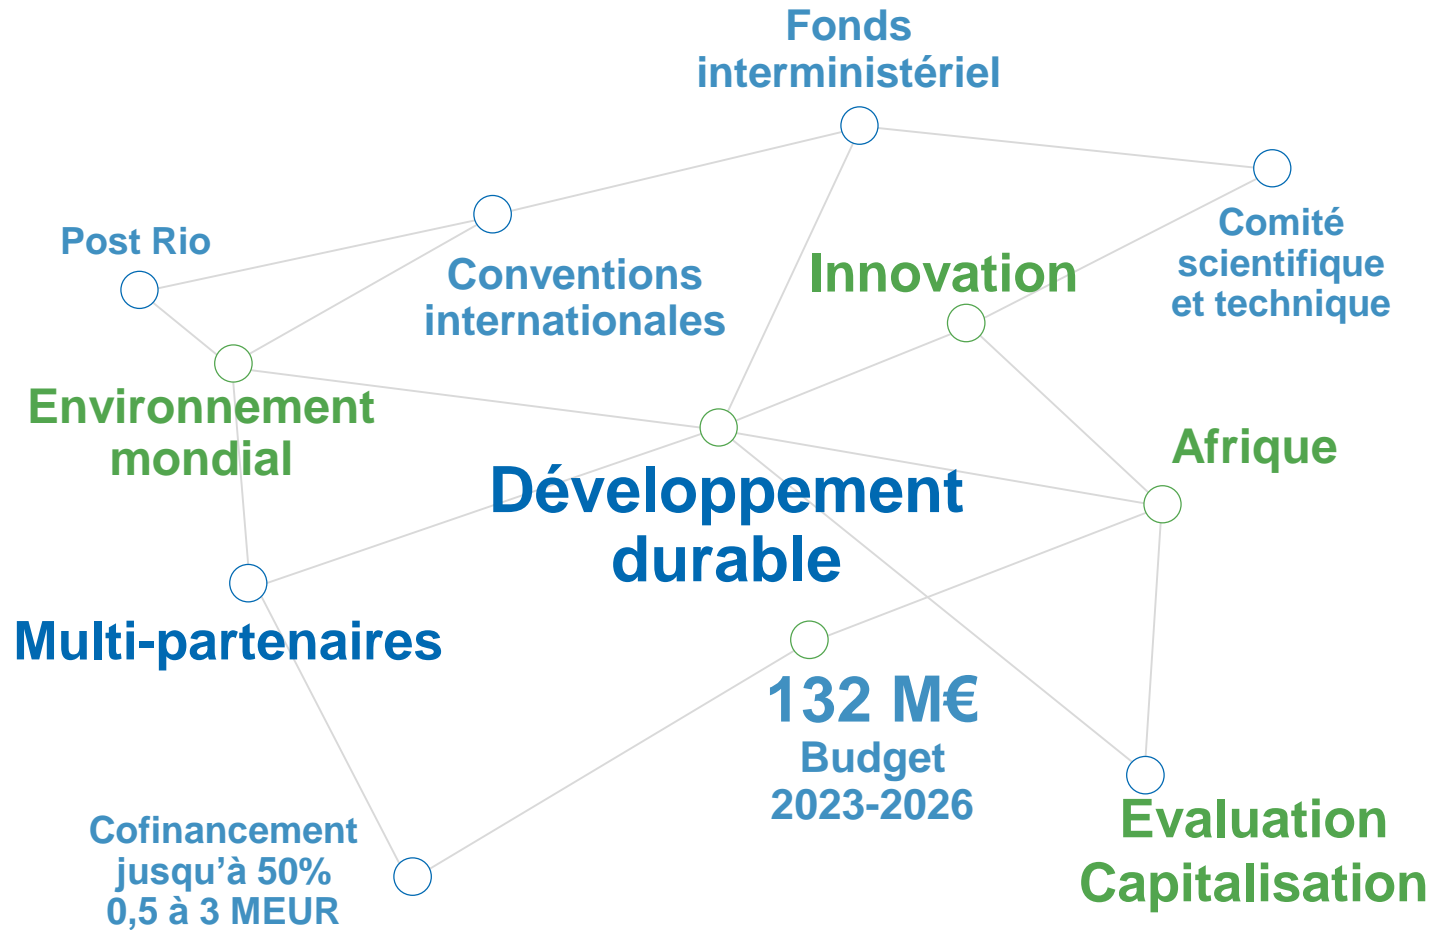 Fonds
interministériel
Post Rio
Conventions
internationales
Innovation
Comité
scientifique
et technique
Environnement
mondial
Afrique
Développement
durable
Multi-partenaires
132 M€
Budget
2023-2026
Cofinancement
jusqu’à 50%
0,5 à 3 MEUR
Evaluation
Capitalisation